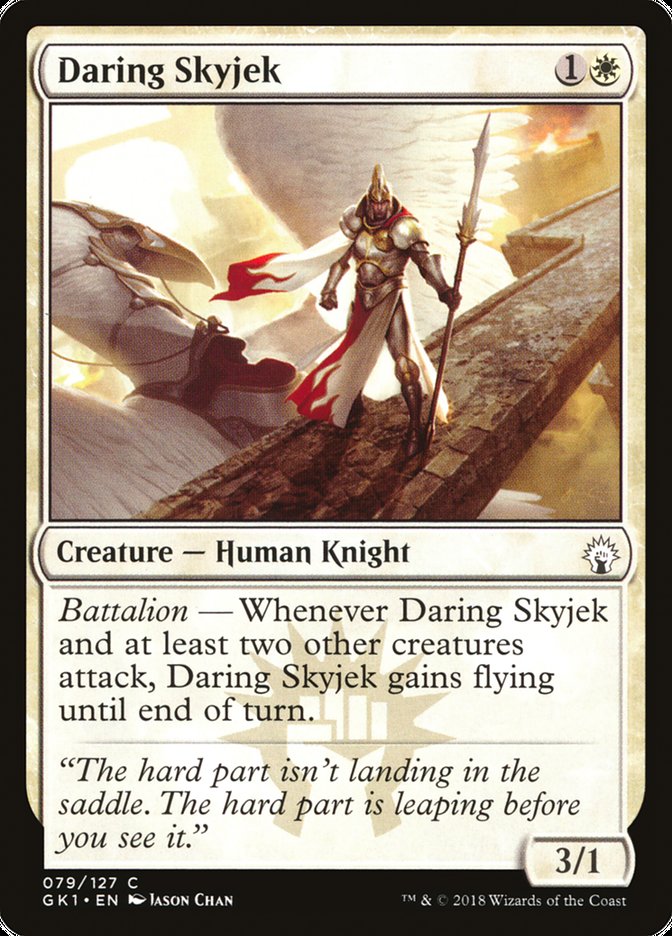 Daring Skyjek 1
Creature — Human Knight
Battalion — Whenever Daring Skyjek
and at least two other creatures
attack, Daring Skyjek gains flying
until end of turn.
“The hard part isn’t landing in the
saddle. The hard part is leaping before
you see it.”
3/1
079/127 C
GK1 • EN Jason Chan
™ & © 2018 Wizards of the Coast